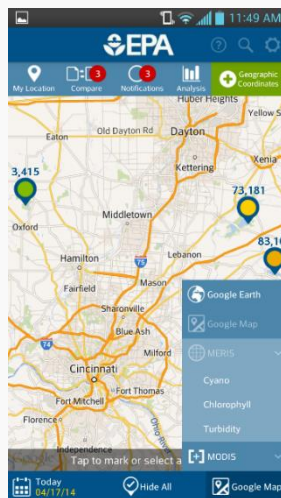 11:49 AM
EPA
My Location
Compare
3
Notifications
3
Analysis
Geographic
Coordinates
Huber Heights
Yellow S
Old Dayton Rd
Dayton
Eaton
Kettering
Xenia
3,415
73,181
Oxford
Middletown
83,16
75
Lebanon
Hamilton
Fairfield
Mason
Sharonville
Blue Ash
Google Earth
Google Map
74
Milford
MERIS
Cincinnati
Fort Thomas
Cyano
Fort Mitchell
Chlorophyll
Florence
Turbidity
Independence
Tap to mark or select a
MODIS
Today
04/17/14
Hide All
Google Map